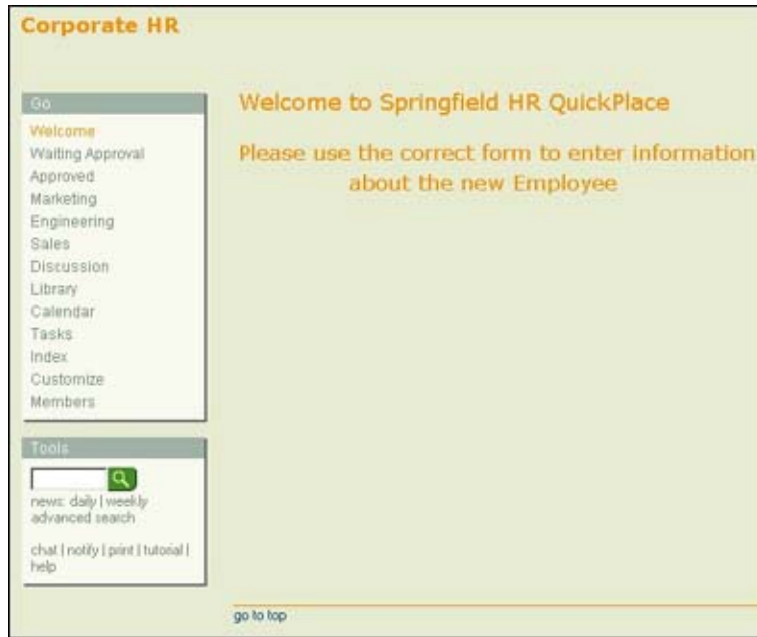 Corporate HR
Go
Welcome
Waiting Approval
Approved
Marketing
Engineering
Sales
Discussion
Library
Calendar
Tasks
Index
Customize
Members
Tools
news: daily | weekly
advanced search
chat | notify | print | tutorial |
help
Welcome to Springfield HR QuickPlace
Please use the correct form to enter information
about the new Employee
go to top